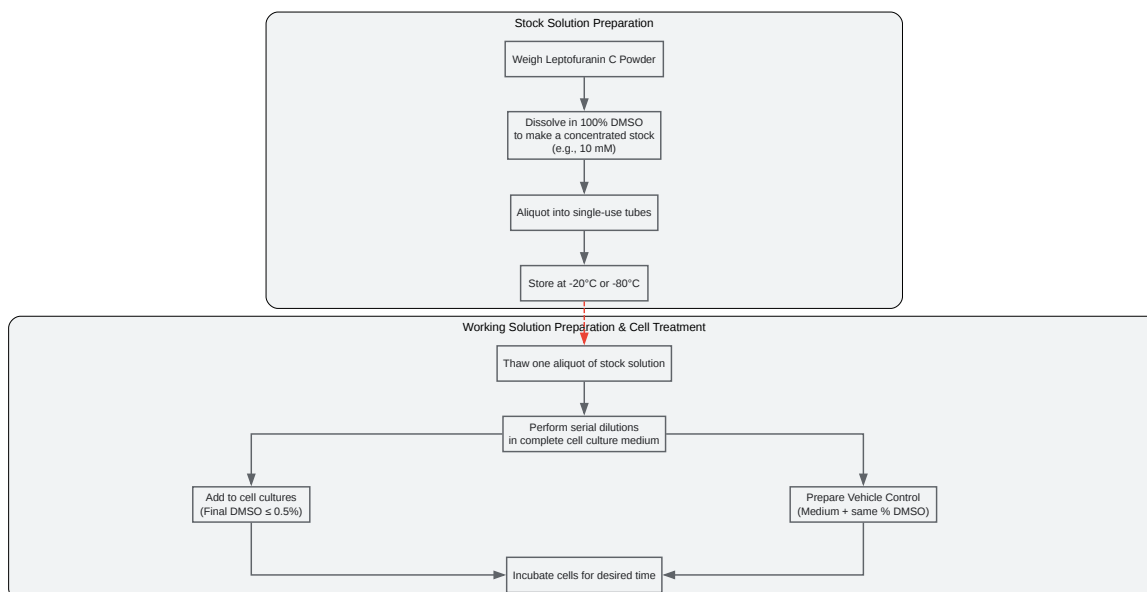 Stock Solution Preparation
Weigh Leptofuranin C Powder
Dissolve in 100% DMSO
to make a concentrated stock
(e.g., 10 mM)
Aliquot into single-use tubes
Store at -20°C or -80°C
Working Solution Preparation & Cell Treatment
Thaw one aliquot of stock solution
Perform serial dilutions
in complete cell culture medium
Add to cell cultures
(Final DMSO ≤ 0.5%)
Prepare Vehicle Control
(Medium + same % DMSO)
Incubate cells for desired time